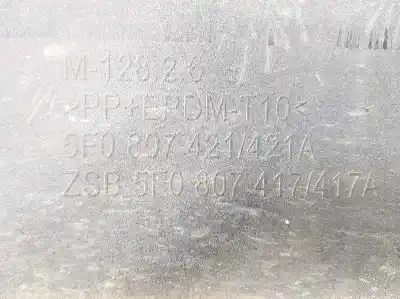 M-128.2.6
>PP+EPDM-T10<
5F0 807 421/421A
ZSB 5F0 807 417/417A